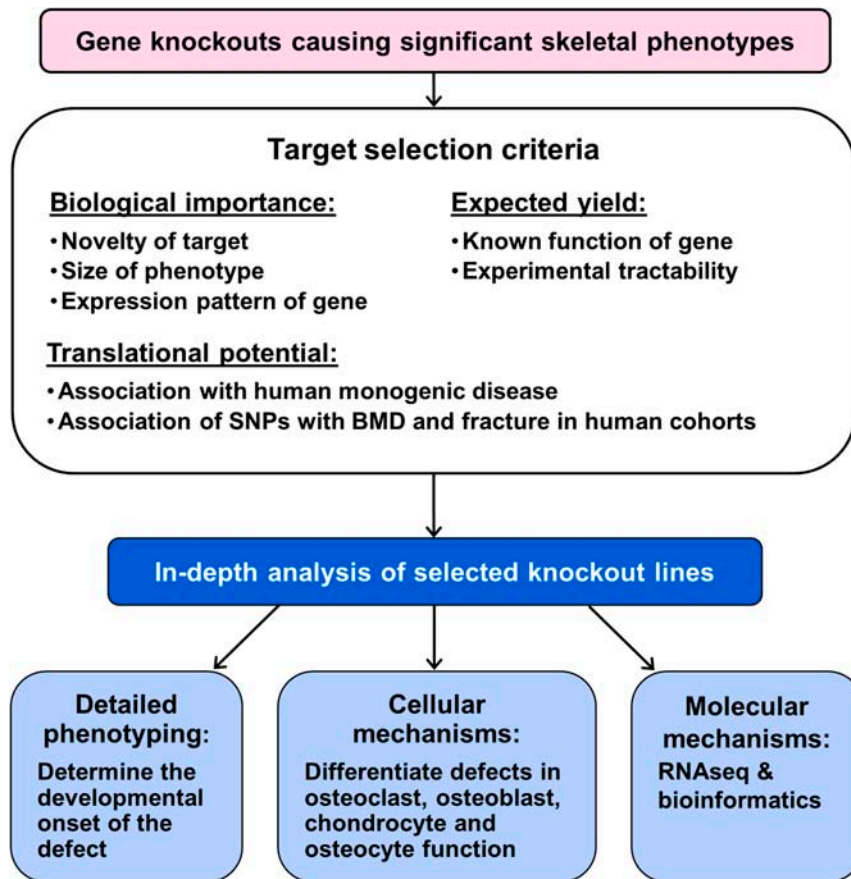 Gene knockouts causing significant skeletal phenotypes
Target selection criteria
Biological importance:
• Novelty of target
• Size of phenotype
• Expression pattern of gene
Expected yield:
• Known function of gene
• Experimental tractability
Translational potential:
• Association with human monogenic disease
• Association of SNPs with BMD and fracture in human cohorts
In-depth analysis of selected knockout lines
Detailed
phenotyping:
Determine the
developmental
onset of the
defect
Cellular
mechanisms:
Differentiate defects in
osteoclast, osteoblast,
chondrocyte and
osteocyte function
Molecular
mechanisms:
RNAseq &
bioinformatics